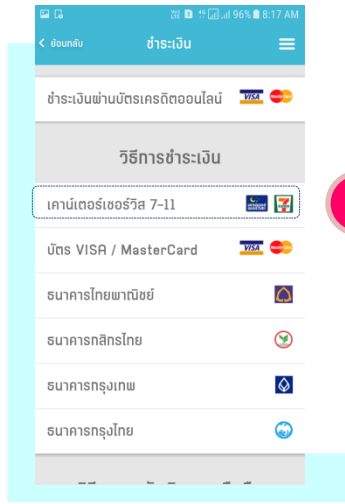 96% 8:17 AM
ย้อนกลับ ชำระเงิน
ชำระเงินผ่านบัตรเครดิตออนไลน์ VISA MasterCard
วิธีการชำระเงิน
เคาน์เตอร์เซอร์วิส 7-11
บัตร VISA / MasterCard VISA MasterCard
ธนาคารไทยพาณิชย์
ธนาคารกสิกรไทย
ธนาคารกรุงเทพ
ธนาคารกรุงไทย